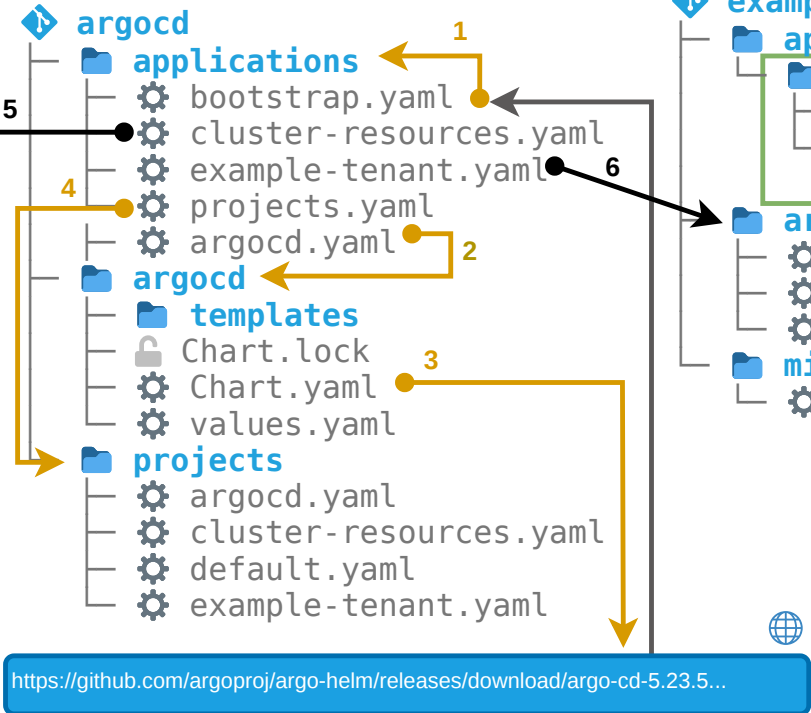 argocd
applications
1
bootstrap.yaml
5
cluster-resources.yaml
example-tenant.yaml
6
4
projects.yaml
argocd.yaml
2
argocd
templates
Chart.lock
3
Chart.yaml
values.yaml
projects
argocd.yaml
cluster-resources.yaml
default.yaml
example-tenant.yaml
https://github.com/argoproj/argo-helm/releases/download/argo-cd-5.23.5...